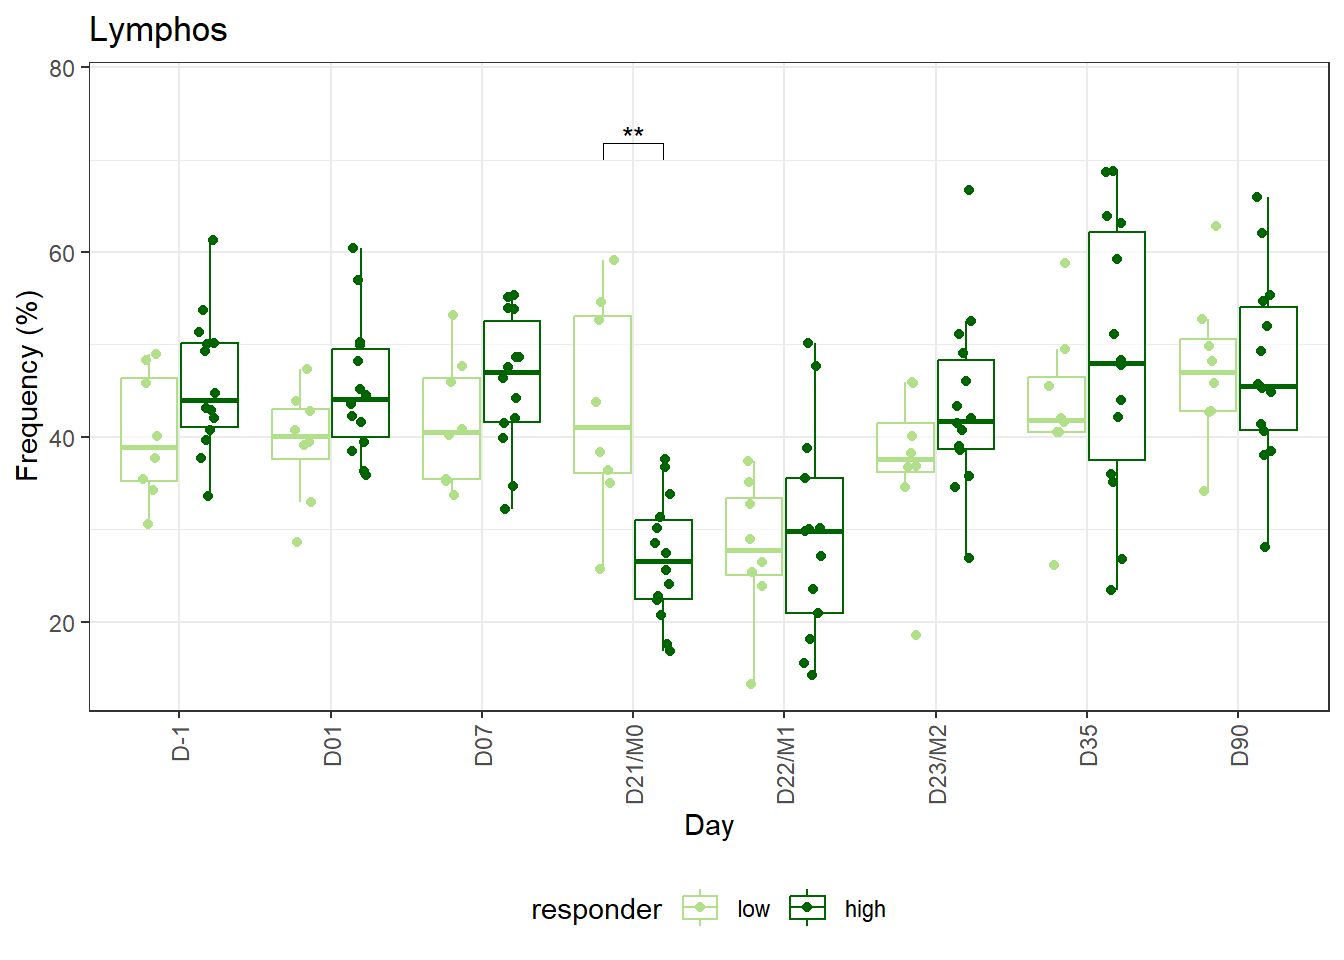 Lymphos
80
60
40
20
Frequency (%)
**
D-1
D01
D07
D21/M0
D22/M1
D23/M2
D35
D90
Day
responder low high